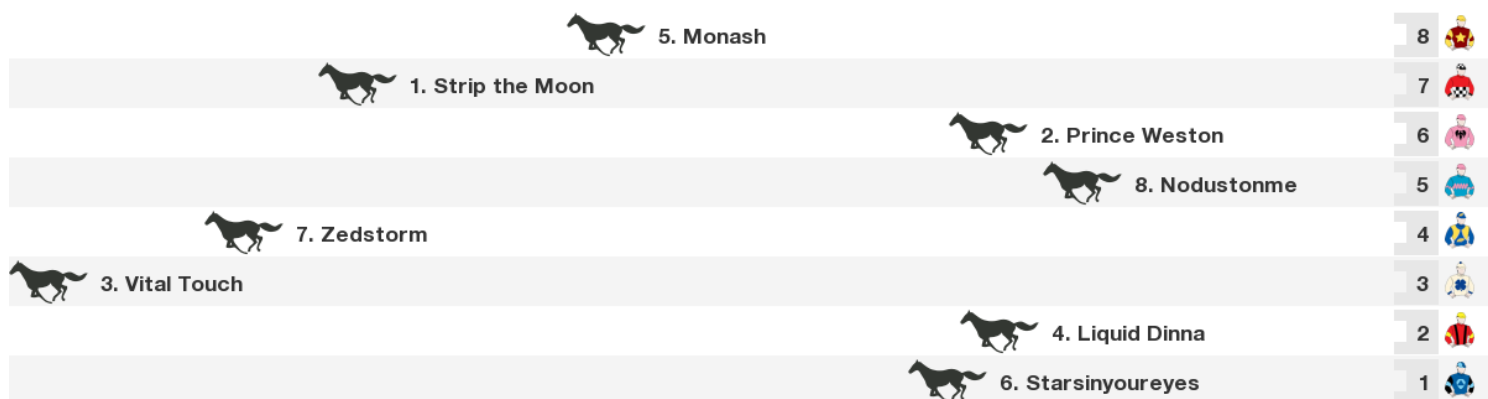 5. Monash 8
1. Strip the Moon 7
2. Prince Weston 6
8. Nodustonme 5
7. Zedstorm 4
3. Vital Touch 3
4. Liquid Dinna 2
6. Starsinyoureyes 1